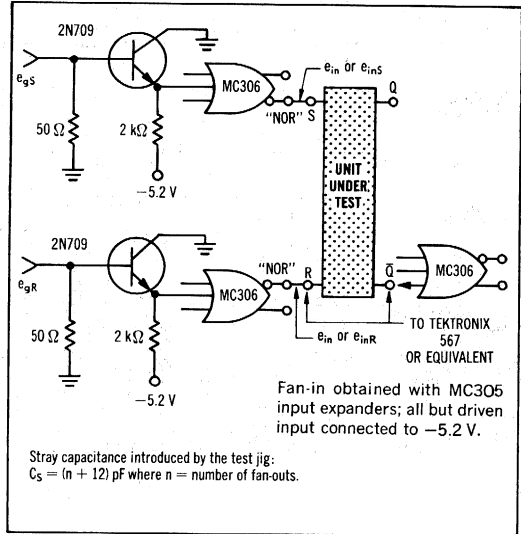 2N709
e_gS
50 Ω
2 kΩ
−5.2 V
MC306
"NOR"
e_in or e_inS
S
Q
UNIT
UNDER
TEST
2N709
e_gR
50 Ω
2 kΩ
−5.2 V
MC306
"NOR"
R
e_in or e_inR
Q̄
MC306
TO TEKTRONIX
567
OR EQUIVALENT
Fan-in obtained with MC305
input expanders; all but driven
input connected to −5.2 V.
Stray capacitance introduced by the test jig:
C_S = (n + 12) pF where n = number of fan-outs.